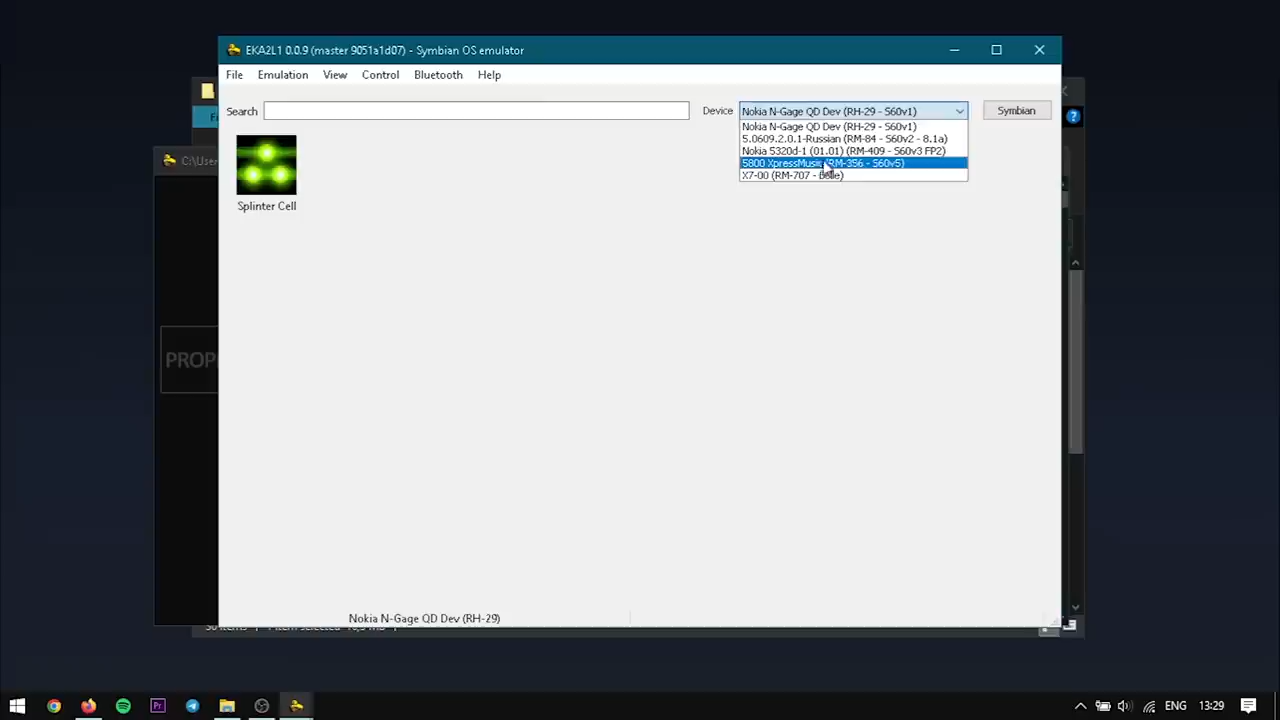 EKA2L1 0.0.9 (master 9051a1d07) - Symbian OS emulator
File Emulation View Control Bluetooth Help
Search Device Nokia N-Gage QD Dev (RH-29 - S60v1) Symbian
Nokia N-Gage QD Dev (RH-29 - S60v1)
5.0609.2.0.1-Russian (RM-84 - S60v2 - 8.1a)
Nokia 5320d-1 (01.01) (RM-409 - S60v3 FP2)
5800 XpressMusic (RM-356 - S60v5)
X7-00 (RM-707 - Belle)
Splinter Cell
C:\User
PROP
Nokia N-Gage QD Dev (RH-29)
ENG 13:29